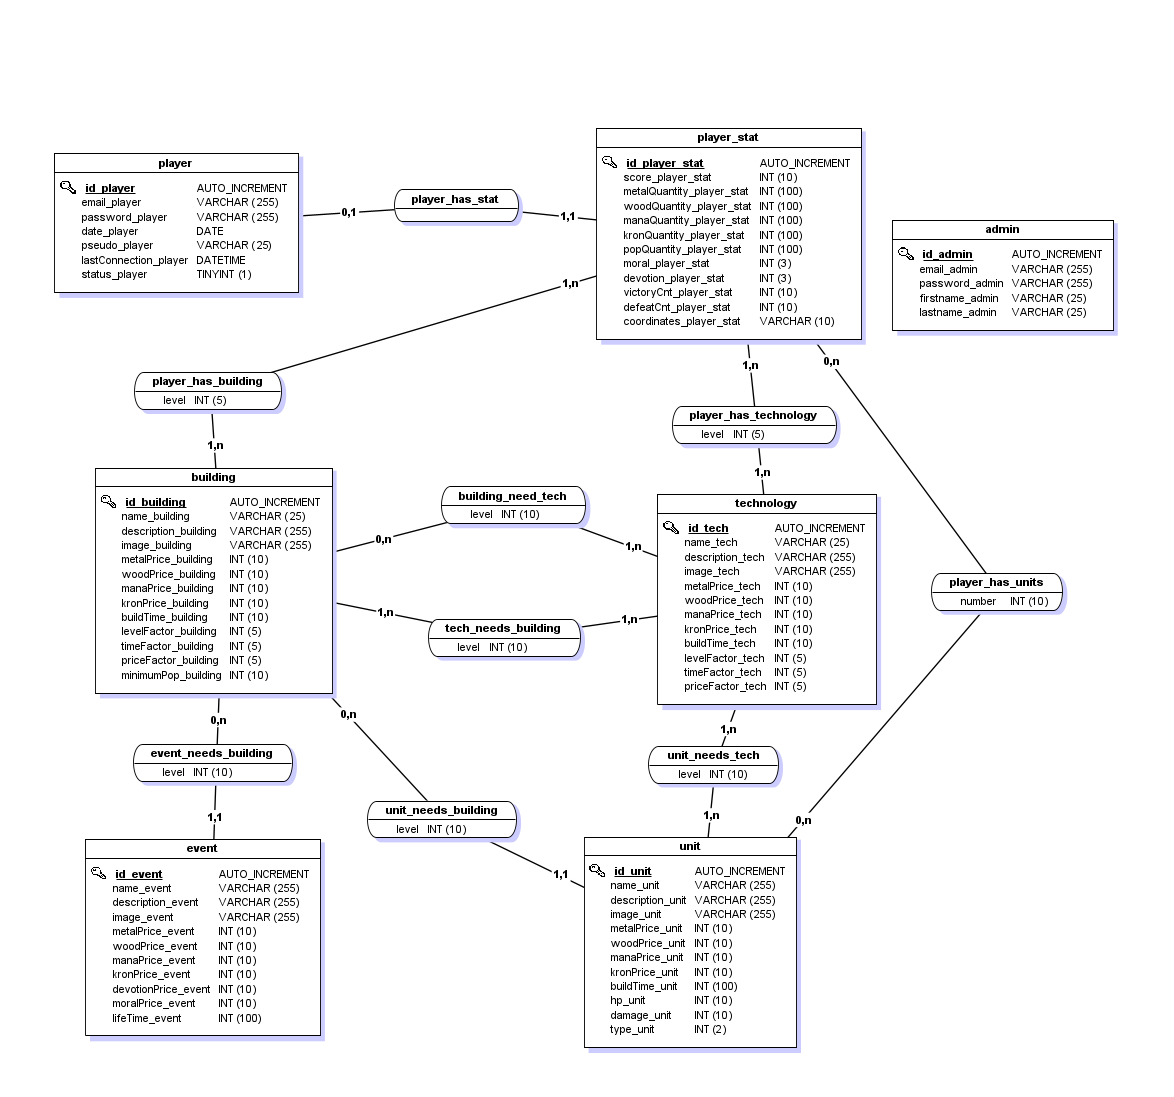 player
id_player AUTO_INCREMENT
email_player VARCHAR (255)
password_player VARCHAR (255)
date_player DATE
pseudo_player VARCHAR (25)
lastConnection_player DATETIME
status_player TINYINT (1)
0,1
player_has_stat
1,1
player_stat
id_player_stat AUTO_INCREMENT
score_player_stat INT (10)
metalQuantity_player_stat INT (100)
woodQuantity_player_stat INT (100)
manaQuantity_player_stat INT (100)
kronQuantity_player_stat INT (100)
popQuantity_player_stat INT (100)
moral_player_stat INT (3)
devotion_player_stat INT (3)
victoryCnt_player_stat INT (10)
defeatCnt_player_stat INT (10)
coordinates_player_stat VARCHAR (10)
admin
id_admin AUTO_INCREMENT
email_admin VARCHAR (255)
password_admin VARCHAR (255)
firstname_admin VARCHAR (25)
lastname_admin VARCHAR (25)
1,n
player_has_building
level INT (5)
1,n
1,n
player_has_technology
level INT (5)
1,n
0,n
player_has_units
number INT (10)
0,n
building
id_building AUTO_INCREMENT
name_building VARCHAR (25)
description_building VARCHAR (255)
image_building VARCHAR (255)
metalPrice_building INT (10)
woodPrice_building INT (10)
manaPrice_building INT (10)
kronPrice_building INT (10)
buildTime_building INT (10)
levelFactor_building INT (5)
timeFactor_building INT (5)
priceFactor_building INT (5)
minimumPop_building INT (10)
0,n
building_need_tech
level INT (10)
1,n
1,n
tech_needs_building
level INT (10)
1,n
technology
id_tech AUTO_INCREMENT
name_tech VARCHAR (25)
description_tech VARCHAR (255)
image_tech VARCHAR (255)
metalPrice_tech INT (10)
woodPrice_tech INT (10)
manaPrice_tech INT (10)
kronPrice_tech INT (10)
buildTime_tech INT (10)
levelFactor_tech INT (5)
timeFactor_tech INT (5)
priceFactor_tech INT (5)
0,n
event_needs_building
level INT (10)
1,1
0,n
unit_needs_building
level INT (10)
1,1
1,n
unit_needs_tech
level INT (10)
1,n
event
id_event AUTO_INCREMENT
name_event VARCHAR (255)
description_event VARCHAR (255)
image_event VARCHAR (255)
metalPrice_event INT (10)
woodPrice_event INT (10)
manaPrice_event INT (10)
kronPrice_event INT (10)
devotionPrice_event INT (10)
moralPrice_event INT (10)
lifeTime_event INT (100)
unit
id_unit AUTO_INCREMENT
name_unit VARCHAR (255)
description_unit VARCHAR (255)
image_unit VARCHAR (255)
metalPrice_unit INT (10)
woodPrice_unit INT (10)
manaPrice_unit INT (10)
kronPrice_unit INT (10)
buildTime_unit INT (100)
hp_unit INT (10)
damage_unit INT (10)
type_unit INT (2)